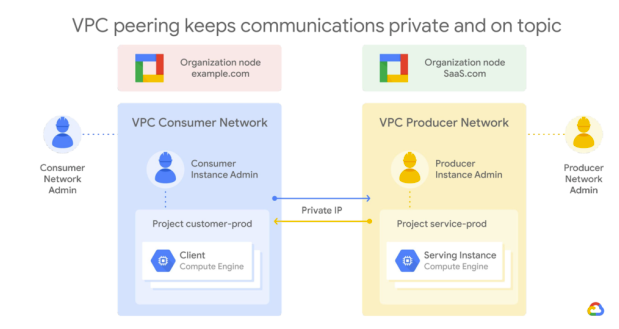 VPC peering keeps communications private and on topic
Organization node
example.com
Organization node
SaaS.com
VPC Consumer Network
VPC Producer Network
Consumer
Network
Admin
Consumer
Instance Admin
Producer
Instance Admin
Producer
Network
Admin
Private IP
Project customer-prod
Project service-prod
Client
Compute Engine
Serving Instance
Compute Engine